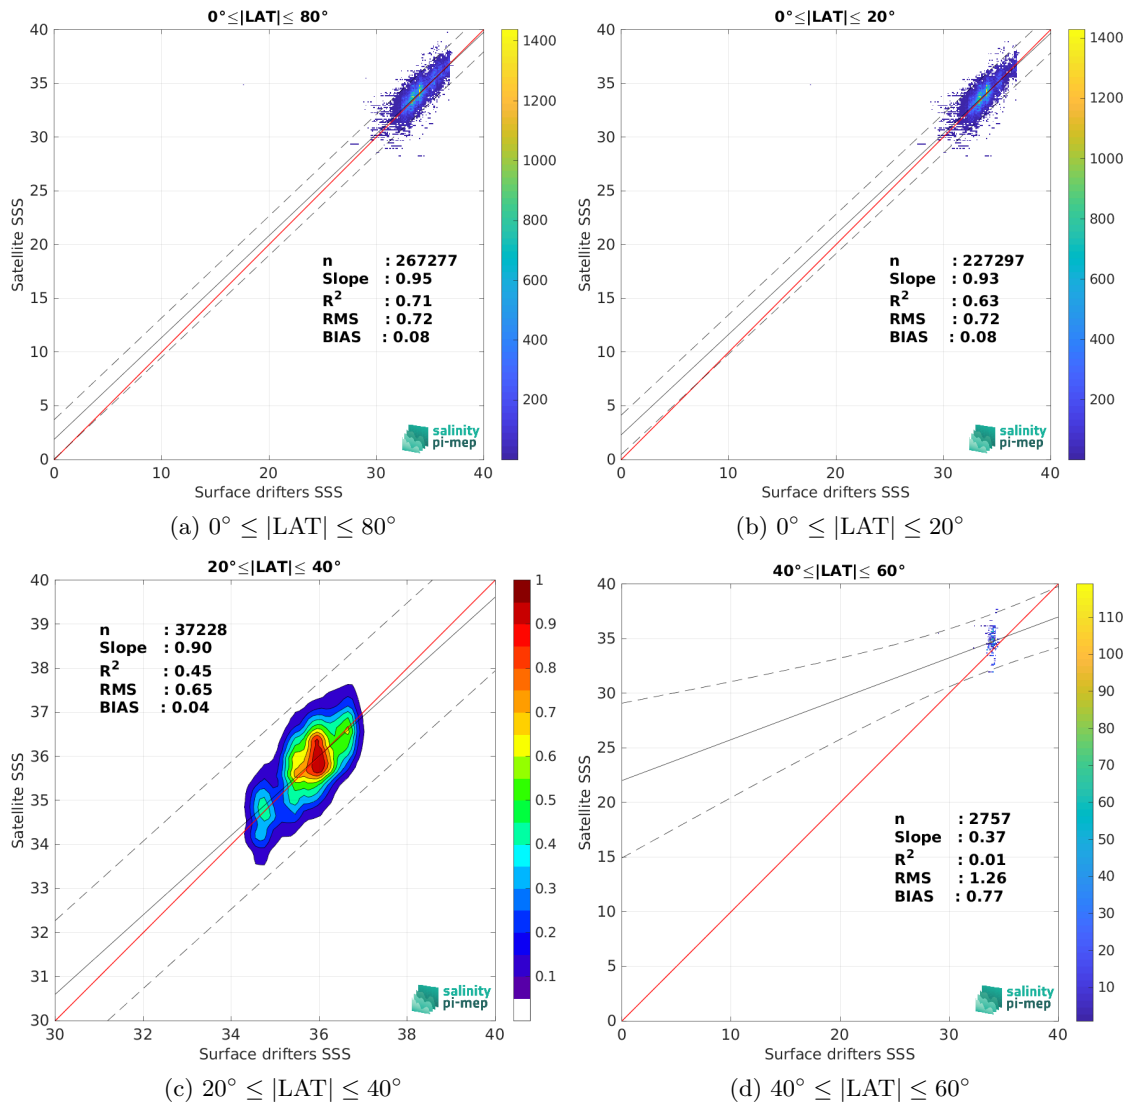 0°≤|LAT|≤ 80°
40
35
30
25
20
15
10
5
0
Satellite SSS
0
20
30
40
Surface drifters SSS
n : 267277
Slope : 0.95
R² : 0.71
RMS : 0.72
BIAS : 0.08
salinity
pi-mep
1400
1200
1000
800
600
400
200
(a) 0° ≤ |LAT| ≤ 80°
0°≤|LAT|≤ 20°
40
35
30
25
20
15
10
5
0
Satellite SSS
0
10
20
30
40
Surface drifters SSS
n : 227297
Slope : 0.93
R² : 0.63
RMS : 0.72
BIAS : 0.08
salinity
pi-mep
1400
1200
1000
800
600
400
200
(b) 0° ≤ |LAT| ≤ 20°
20°≤|LAT|≤ 40°
40
39
38
37
36
35
34
33
32
31
30
Satellite SSS
30
32
34
36
38
40
Surface drifters SSS
n : 37228
Slope : 0.90
R² : 0.45
RMS : 0.65
BIAS : 0.04
salinity
pi-mep
1
0.9
0.8
0.7
0.6
0.5
0.4
0.3
0.2
0.1
(c) 20° ≤ |LAT| ≤ 40°
40°≤|LAT|≤ 60°
40
35
30
25
20
15
10
5
0
Satellite SSS
0
10
20
30
40
Surface drifters SSS
n : 2757
Slope : 0.37
R² : 0.01
RMS : 1.26
BIAS : 0.77
salinity
pi-mep
110
100
90
80
70
60
50
40
30
20
10
(d) 40° ≤ |LAT| ≤ 60°